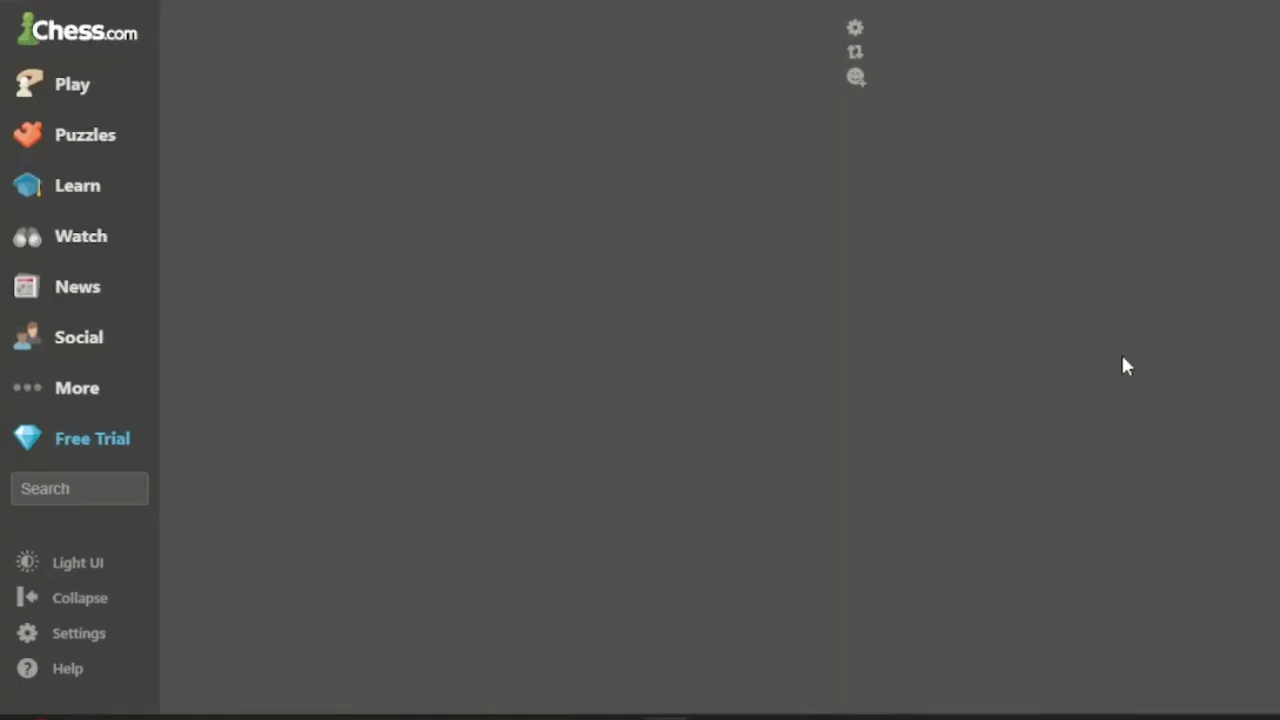 Chess.com
Play
Puzzles
Learn
Watch
News
Social
More
Free Trial
Search
Light UI
Collapse
Settings
Help